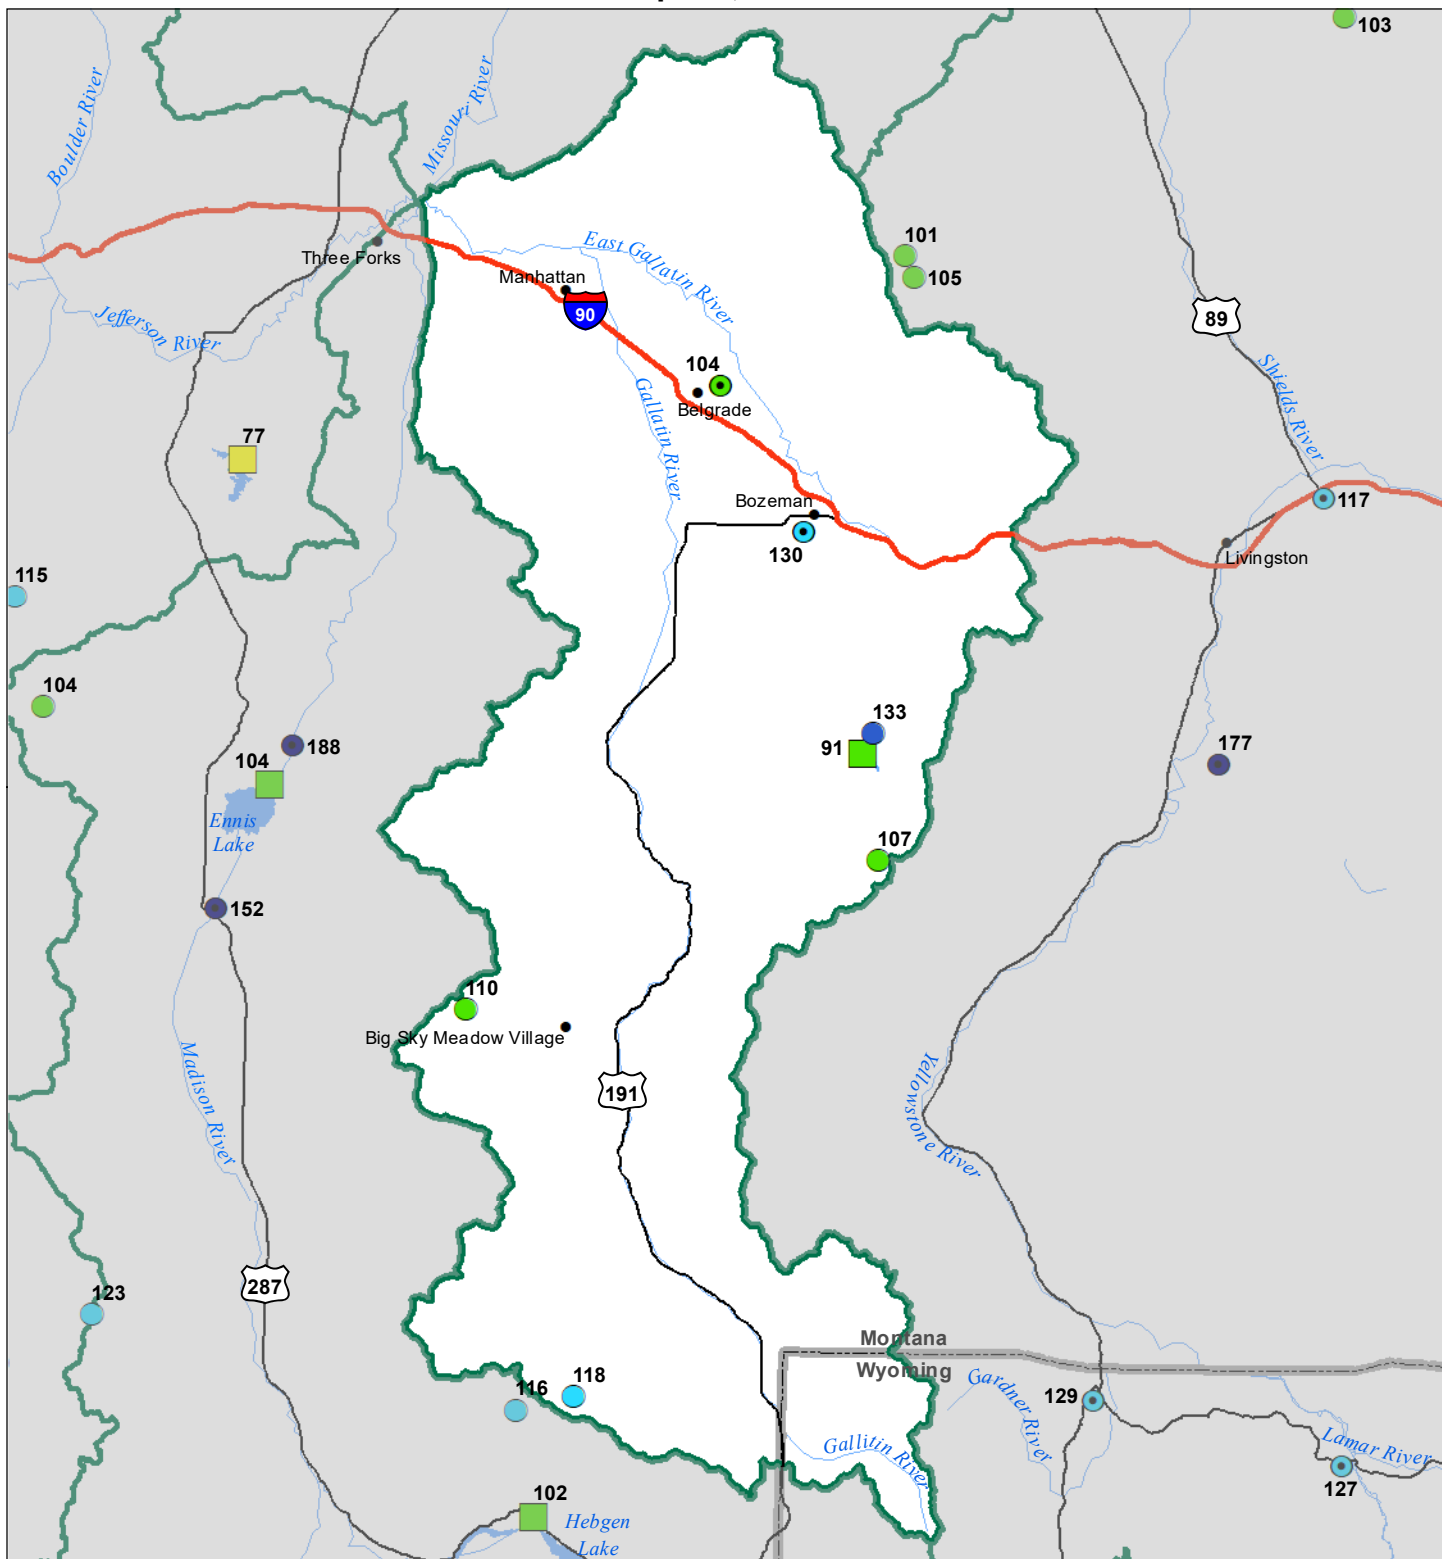 103
Boulder River
Missouri River
101
105
East Gallatin River
Three Forks
Manhattan
90
89
Jefferson River
Shields River
104
Belgrade
Gallatin River
77
Bozeman
130
117
Livingston
115
104
133
91
188
104
177
Ennis
Lake
107
152
110
Big Sky Meadow Village
Madison River
Yellowstone River
191
287
123
Montana
Wyoming
118
116
Gardner River
129
Gallitin River
Lamar River
127
102
Hebgen
Lake